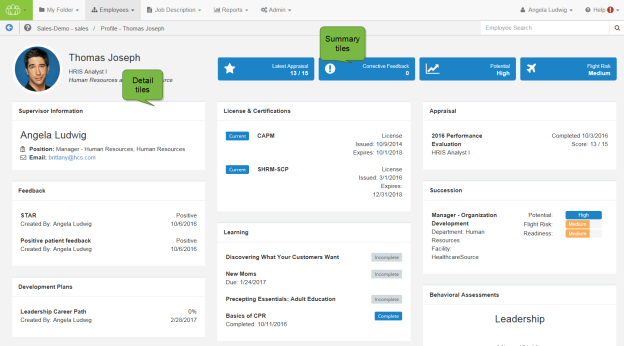 My Folder
Employees
Job Description
Reports
Admin
Angela Ludwig
Help
Sales-Demo - sales / Profile - Thomas Joseph
Employee Search
Thomas Joseph
HRIS Analyst I
Human Resources
Detail tiles
Summary tiles
Latest Appraisal
13 / 15
Corrective Feedback
0
Potential
High
Flight Risk
Medium
Supervisor Information
Angela Ludwig
Position: Manager - Human Resources, Human Resources
Email: brittany@hcs.com
Feedback
STAR Positive
Created By: Angela Ludwig 10/6/2016
Positive patient feedback Positive
Created By: Angela Ludwig 10/6/2016
Development Plans
Leadership Career Path 0%
Created By: Angela Ludwig 2/28/2017
License & Certifications
Current CAPM License
Issued: 10/9/2014
Expires: 10/1/2018
Current SHRM-SCP License
Issued: 3/1/2016
Expires:
12/31/2018
Learning
Discovering What Your Customers Want Incomplete
New Moms Incomplete
Due: 1/24/2017
Precepting Essentials: Adult Education Incomplete
Basics of CPR Complete
Completed: 10/11/2016
Appraisal
2016 Performance Completed 10/3/2016
Evaluation Score: 13 / 15
HRIS Analyst I
Succession
Manager - Organization Potential: High
Development Flight Risk: Medium
Department: Human Readiness: Medium
Resources
Facility
HealthcareSource
Behavioral Assessments
Leadership